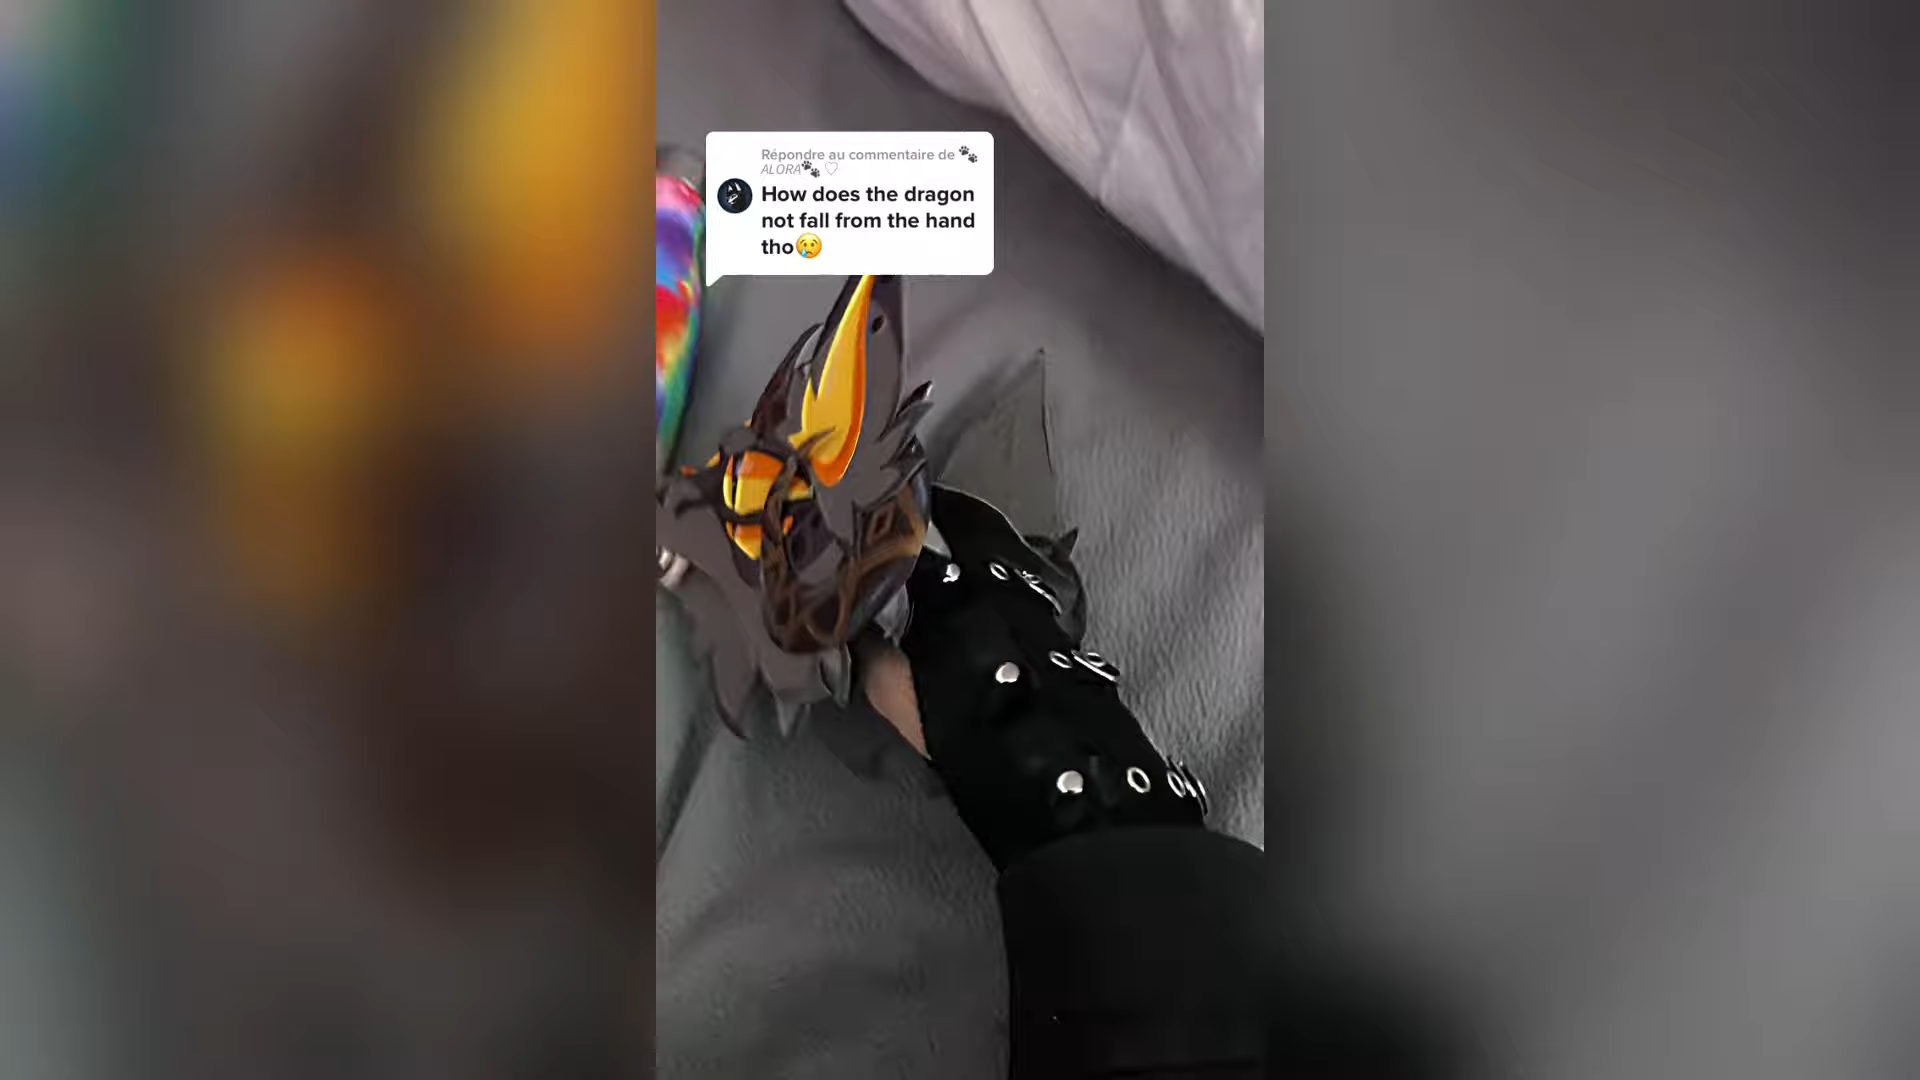 Répondre au commentaire de 🐾
ALORA🐾 ♡
How does the dragon
not fall from the hand
tho😢